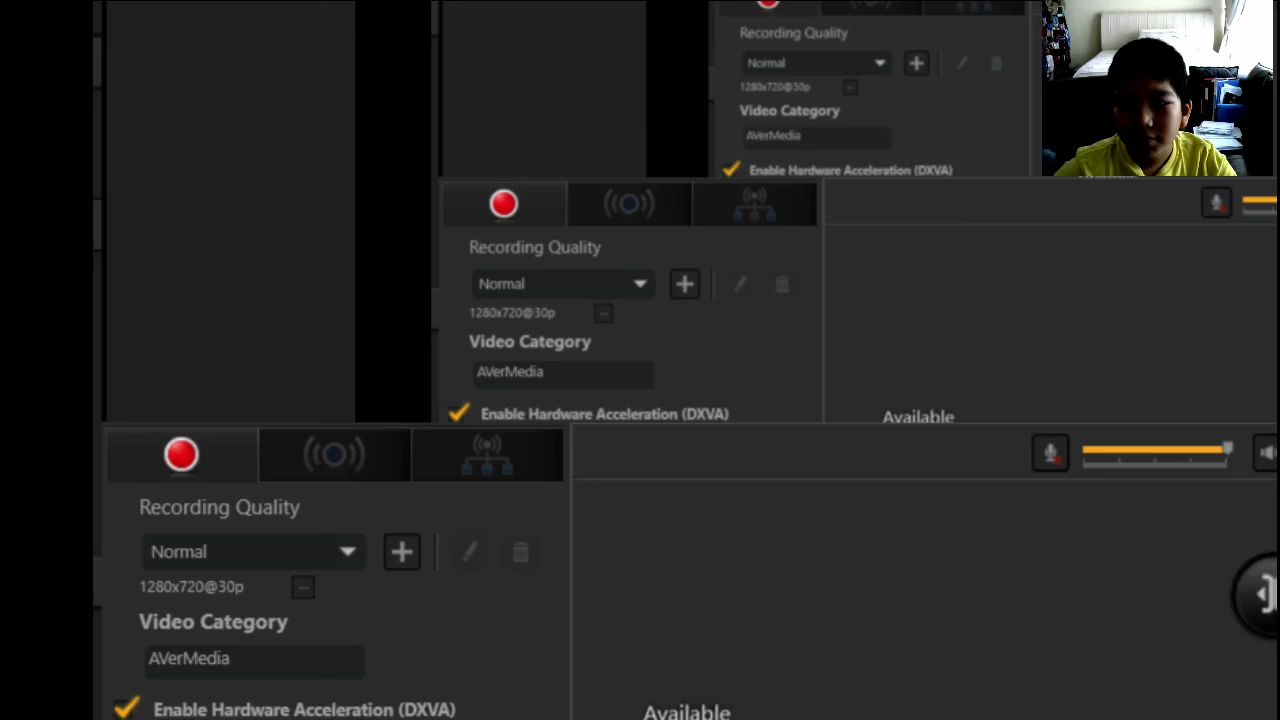 Recording Quality
Normal
1280x720@30p
Video Category
AVerMedia
Enable Hardware Acceleration (DXVA)
Recording Quality
Normal
1280x720@30p
Video Category
AVerMedia
Enable Hardware Acceleration (DXVA)
Available
Recording Quality
Normal
1280x720@30p
Video Category
AVerMedia
Enable Hardware Acceleration (DXVA)
Available